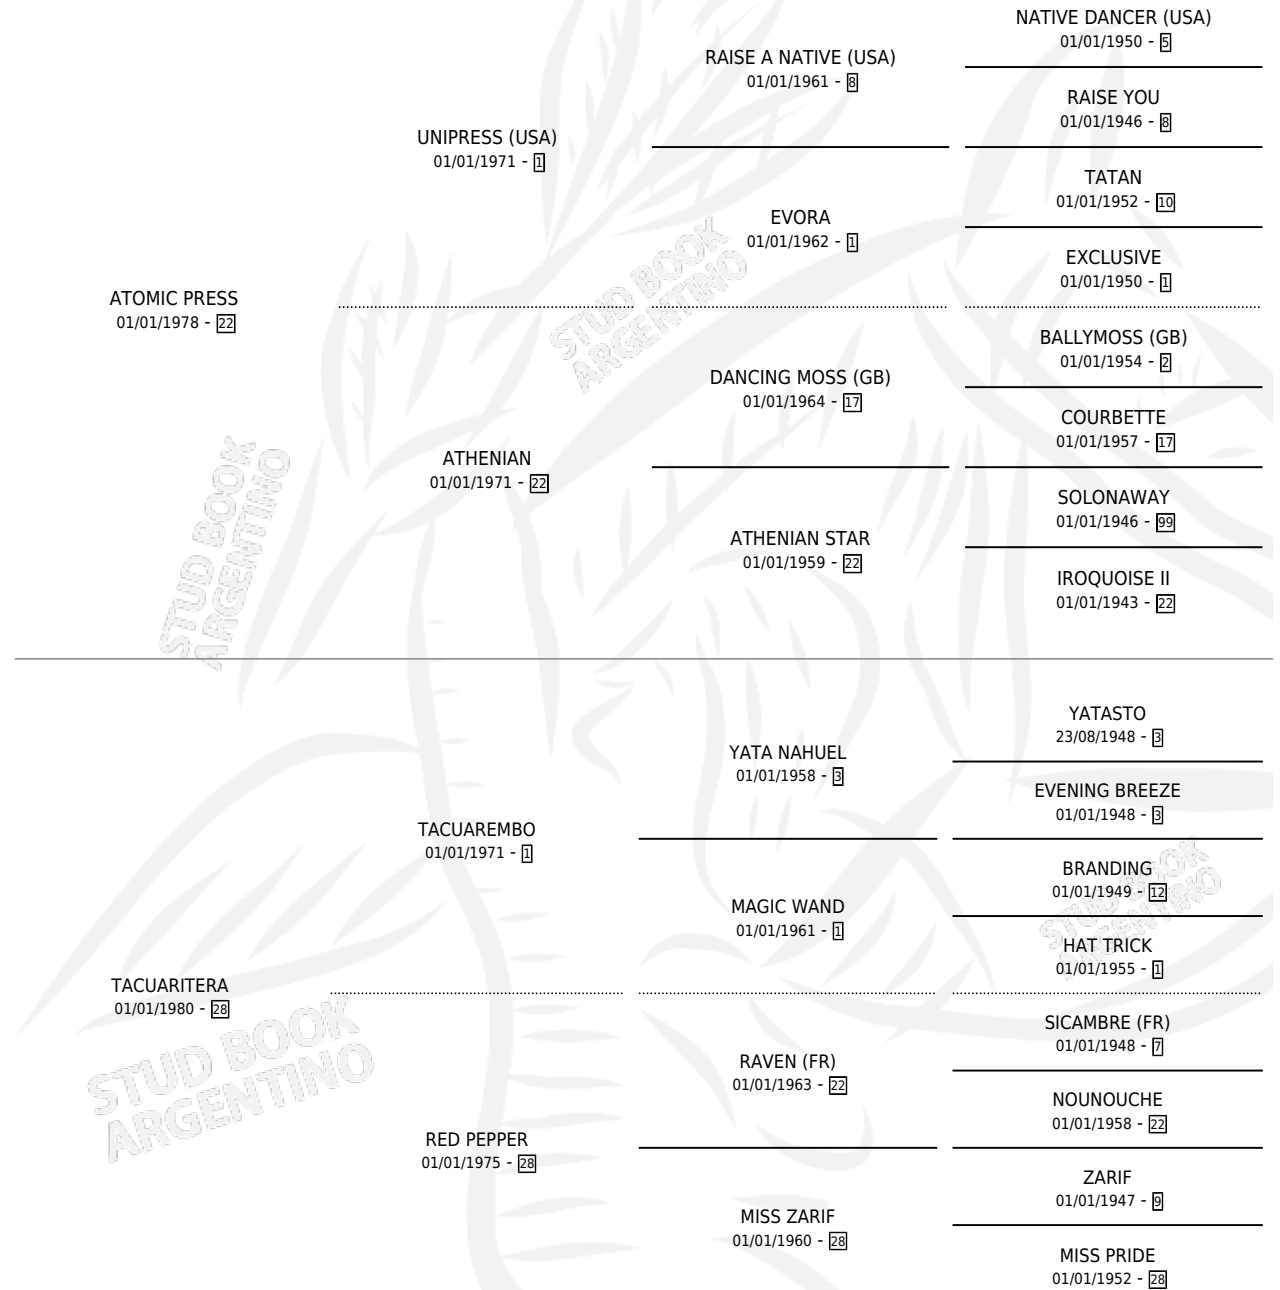 NATIVE DANCER (USA)
01/01/1950 - 5
RAISE A NATIVE (USA)
01/01/1961 - 8
RAISE YOU
01/01/1946 - 8
UNIPRESS (USA)
01/01/1971 - 1
TATAN
01/01/1952 - 10
EVORA
01/01/1962 - 1
EXCLUSIVE
01/01/1950 - 1
ATOMIC PRESS
01/01/1978 - 22
BALLYMOSS (GB)
01/01/1954 - 2
DANCING MOSS (GB)
01/01/1964 - 17
COURBETTE
01/01/1957 - 17
ATHENIAN
01/01/1971 - 22
SOLONAWAY
01/01/1946 - 99
ATHENIAN STAR
01/01/1959 - 22
IROQUOISE II
01/01/1943 - 22
YATASTO
23/08/1948 - 3
YATA NAHUEL
01/01/1958 - 3
EVENING BREEZE
01/01/1948 - 3
TACUAREMBO
01/01/1971 - 1
BRANDING
01/01/1949 - 12
MAGIC WAND
01/01/1961 - 1
HAT TRICK
01/01/1955 - 1
TACUARITERA
01/01/1980 - 28
SICAMBRE (FR)
01/01/1948 - 7
RAVEN (FR)
01/01/1963 - 22
NOUNOUCHE
01/01/1958 - 22
RED PEPPER
01/01/1975 - 28
ZARIF
01/01/1947 - 9
MISS ZARIF
01/01/1960 - 28
MISS PRIDE
01/01/1952 - 28
STUD BOOK
ARGENTINO
STUD BOOK
ARGENTINO
STUD BOOK
ARGENTINO
STUD BOOK
ARGENTINO